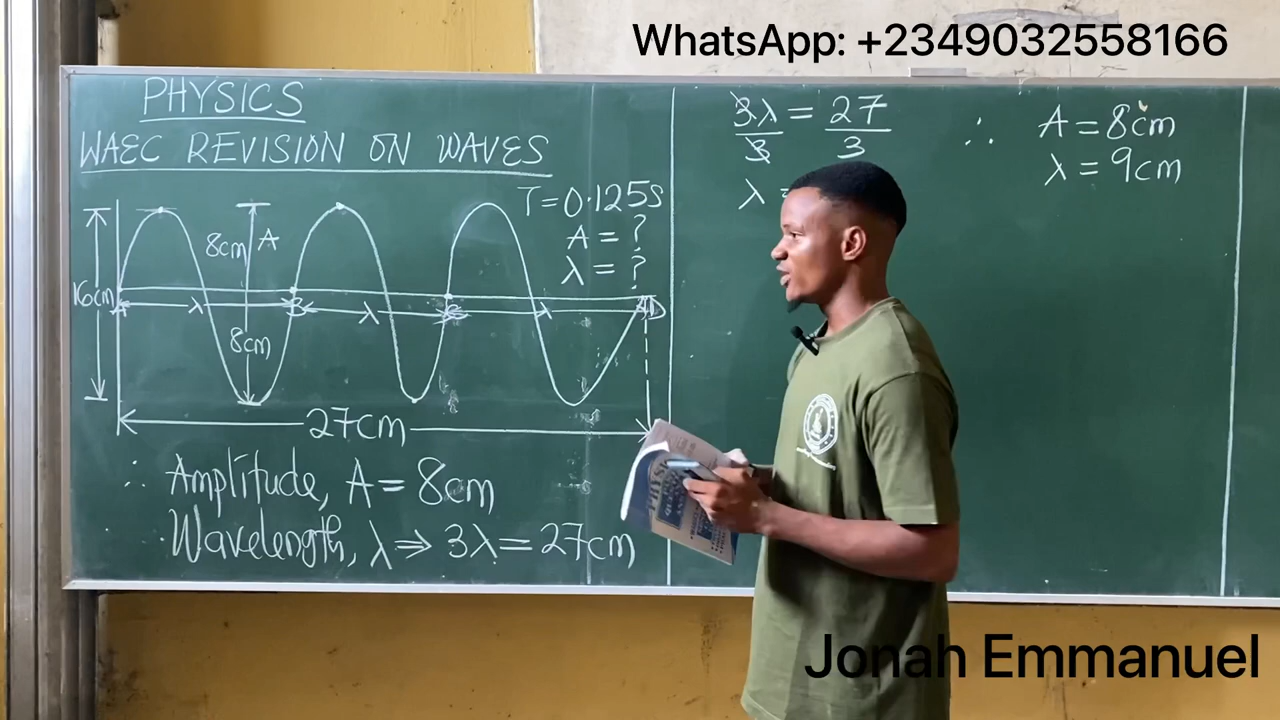 WhatsApp: +2349032558166
PHYSICS
WAEC REVISION ON WAVES
T = 0.125s
A = ?
λ = ?
8cm A
16cm
A λ B λ C λ D
8cm
27cm
∴ Amplitude, A = 8cm
Wavelength, λ ⇒ 3λ = 27cm
3λ = 27
3 3
λ =
∴ A = 8cm
λ = 9cm
Jonah Emmanuel